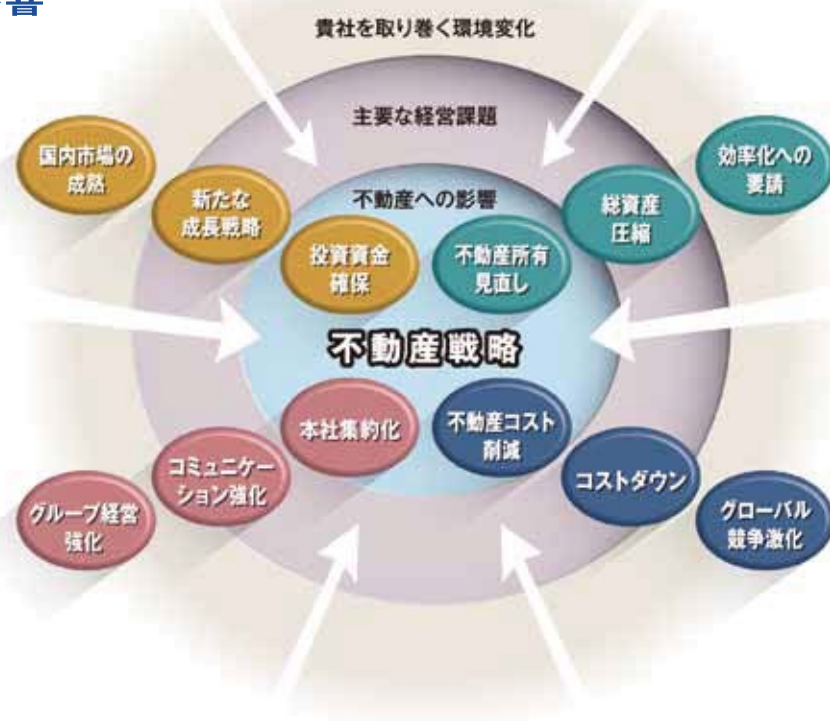 響
貴社を取り巻く環境変化
主要な経営課題
不動産への影響
国内市場の
成熟
新たな
成長戦略
投資資金
確保
不動産所有
見直し
総資産
圧縮
効率化への
要請
不動産戦略
本社集約化
不動産コスト
削減
コミュニケー
ション強化
コストダウン
グループ経営
強化
グローバル
競争激化